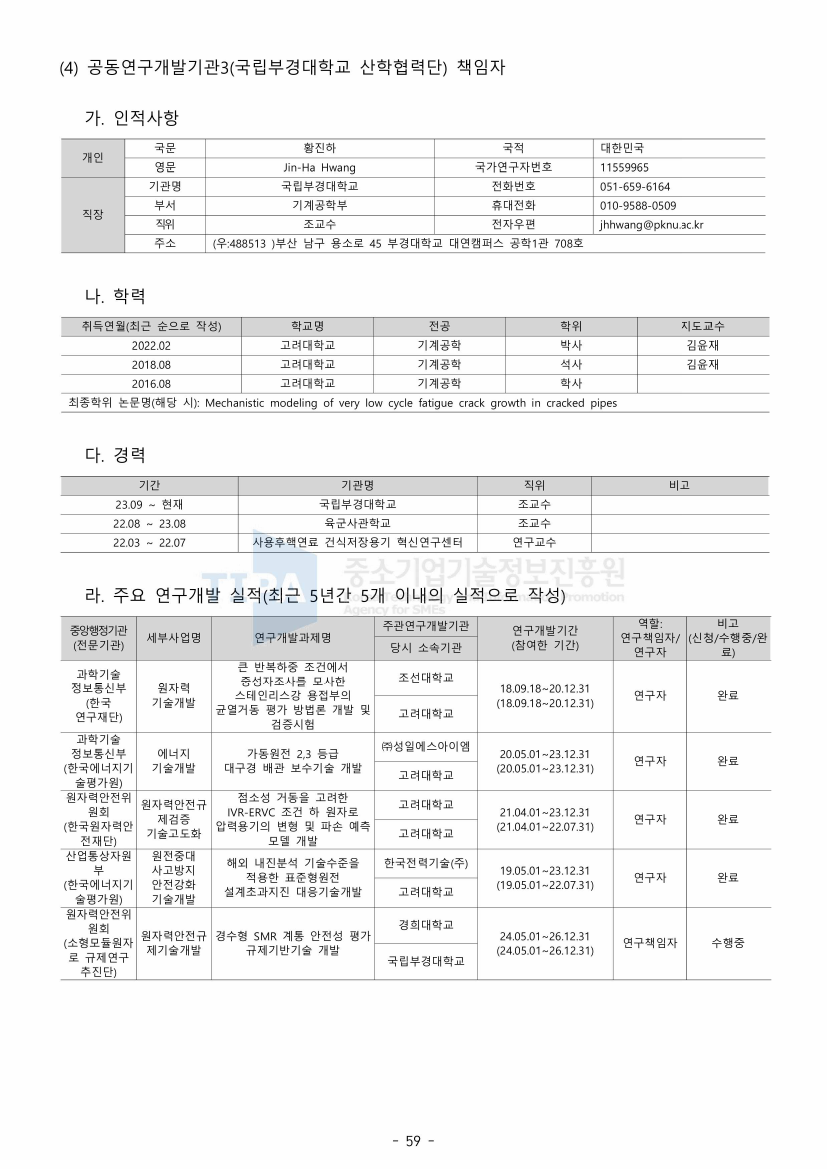 (4) 공동연구개발기관3(국립부경대학교 산학협력단) 책임자
가. 인적사항
개인 국문 황진하 국적 대한민국
영문 Jin-Ha Hwang 국가연구자번호 11559965
직장 기관명 국립부경대학교 전화번호 051-659-6164
부서 기계공학부 휴대전화 010-9588-0509
직위 조교수 전자우편 jhhwang@pknu.ac.kr
주소 (우:488513 )부산 남구 용소로 45 부경대학교 대연캠퍼스 공학1관 708호
나. 학력
취득연월(최근 순으로 작성) 학교명 전공 학위 지도교수
2022.02 고려대학교 기계공학 박사 김윤재
2018.08 고려대학교 기계공학 석사 김윤재
2016.08 고려대학교 기계공학 학사
최종학위 논문명(해당 시): Mechanistic modeling of very low cycle fatigue crack growth in cracked pipes
다. 경력
기간 기관명 직위 비고
23.09 ~ 현재 국립부경대학교 조교수
22.08 ~ 23.08 육군사관학교 조교수
22.03 ~ 22.07 사용후핵연료 건식저장용기 혁신연구센터 연구교수
TIPA 중소기업기술정보진흥원
Agency for SMEs
라. 주요 연구개발 실적(최근 5년간 5개 이내의 실적으로 작성)
중앙행정기관
(전문기관)
세부사업명
연구개발과제명
주관연구개발기관
당시 소속기관
연구개발기간
(참여한 기간)
역할:
연구책임자/
연구자
비고
(신청/수행중/완
료)
과학기술
정보통신부
(한국
연구재단)
원자력
기술개발
큰 반복하중 조건에서
중성자조사를 모사한
스테인리스강 용접부의
균열거동 평가 방법론 개발 및
검증시험
조선대학교
고려대학교
18.09.18~20.12.31
(18.09.18~20.12.31)
연구자
완료
과학기술
정보통신부
(한국에너지기
술평가원)
에너지
기술개발
가동원전 2,3 등급
대구경 배관 보수기술 개발
㈜성일에스아이엠
고려대학교
20.05.01~23.12.31
(20.05.01~23.12.31)
연구자
완료
원자력안전위
원회
(한국원자력안
전재단)
원자력안전규
제검증
기술고도화
점소성 거동을 고려한
IVR-ERVC 조건 하 원자로
압력용기의 변형 및 파손 예측
모델 개발
고려대학교
고려대학교
21.04.01~23.12.31
(21.04.01~22.07.31)
연구자
완료
산업통상자원
부
(한국에너지기
술평가원)
원전중대
사고방지
안전강화
기술개발
해외 내진분석 기술수준을
적용한 표준형원전
설계초과지진 대응기술개발
한국전력기술(주)
고려대학교
19.05.01~23.12.31
(19.05.01~22.07.31)
연구자
완료
원자력안전위
원회
(소형모듈원자
로 규제연구
추진단)
원자력안전규
제기술개발
경수형 SMR 계통 안전성 평가
규제기반기술 개발
경희대학교
국립부경대학교
24.05.01~26.12.31
(24.05.01~26.12.31)
연구책임자
수행중
- 59 -